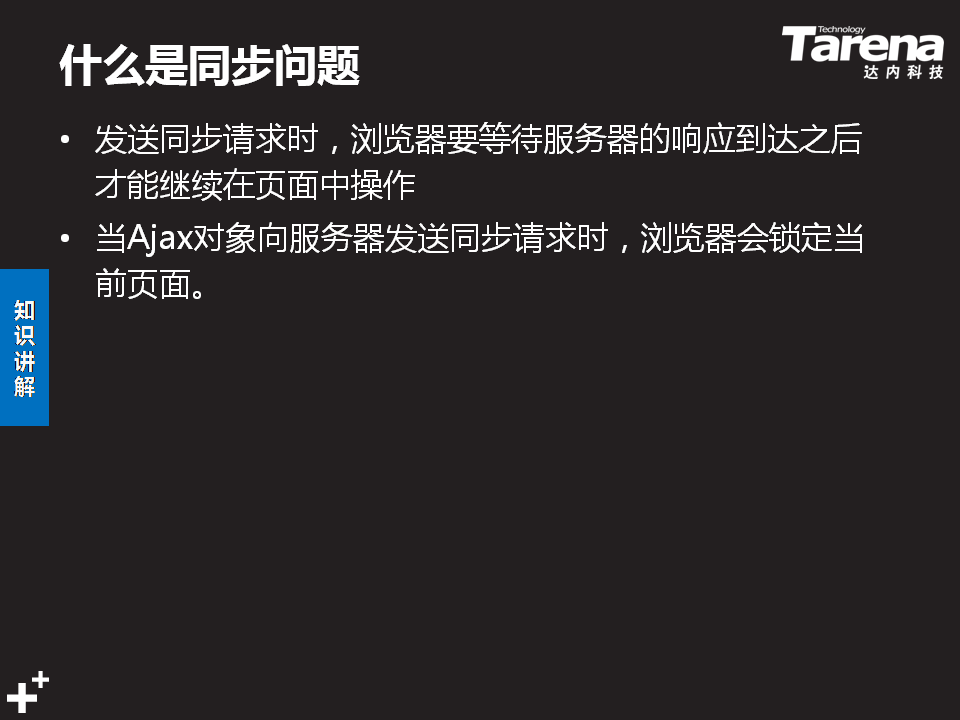 什么是同步问题
Technology
Tarena
达内科技
• 发送同步请求时，浏览器要等待服务器的响应到达之后
才能继续在页面中操作
• 当Ajax对象向服务器发送同步请求时，浏览器会锁定当
前页面。
知
识
讲
解